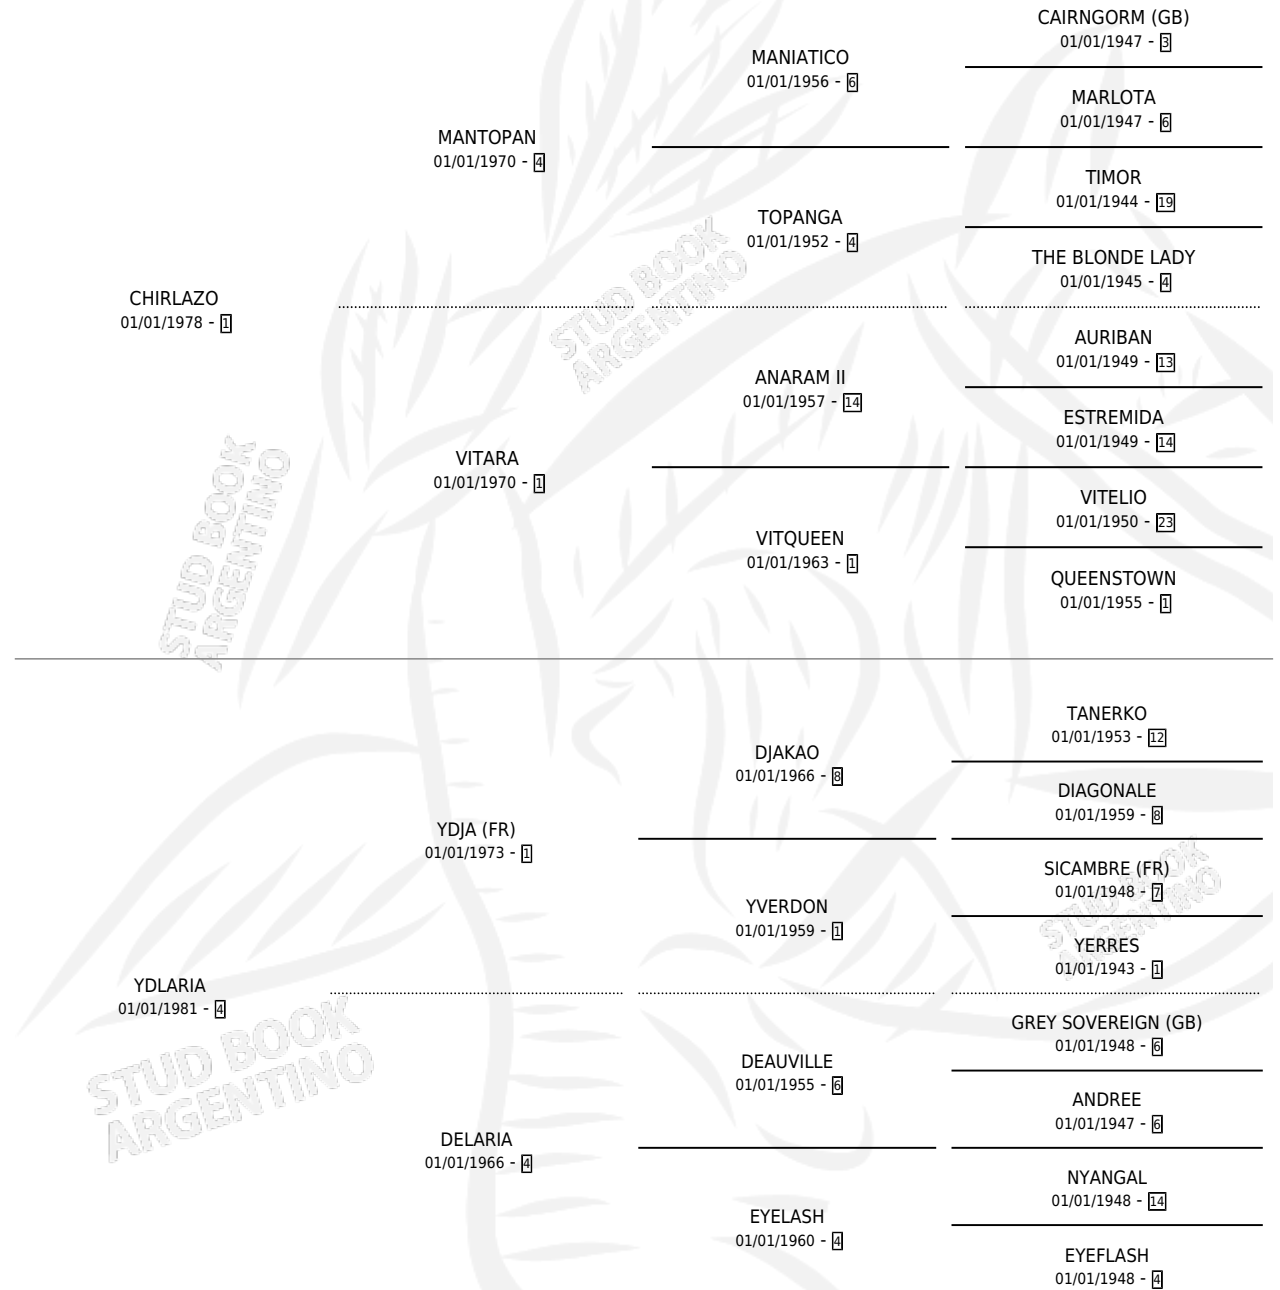 CAIRNGORM (GB)
01/01/1947 - 3
MANIATICO
01/01/1956 - 6
MARLOTA
01/01/1947 - 6
MANTOPAN
01/01/1970 - 4
TIMOR
01/01/1944 - 19
TOPANGA
01/01/1952 - 4
THE BLONDE LADY
01/01/1945 - 4
CHIRLAZO
01/01/1978 - 1
AURIBAN
01/01/1949 - 13
ANARAM II
01/01/1957 - 14
ESTREMIDA
01/01/1949 - 14
VITARA
01/01/1970 - 1
VITELIO
01/01/1950 - 23
VITQUEEN
01/01/1963 - 1
QUEENSTOWN
01/01/1955 - 1
TANERKO
01/01/1953 - 12
DJAKAO
01/01/1966 - 8
DIAGONALE
01/01/1959 - 8
YDJA (FR)
01/01/1973 - 1
SICAMBRE (FR)
01/01/1948 - 7
YVERDON
01/01/1959 - 1
YERRES
01/01/1943 - 1
YDLARIA
01/01/1981 - 4
GREY SOVEREIGN (GB)
01/01/1948 - 6
DEAUVILLE
01/01/1955 - 6
ANDREE
01/01/1947 - 6
DELARIA
01/01/1966 - 4
NYANGAL
01/01/1948 - 14
EYELASH
01/01/1960 - 4
EYEFLASH
01/01/1948 - 4
STUD BOOK
ARGENTINO
STUD BOOK
ARGENTINO
STUD BOOK
ARGENTINO
STUD BOOK
ARGENTINO